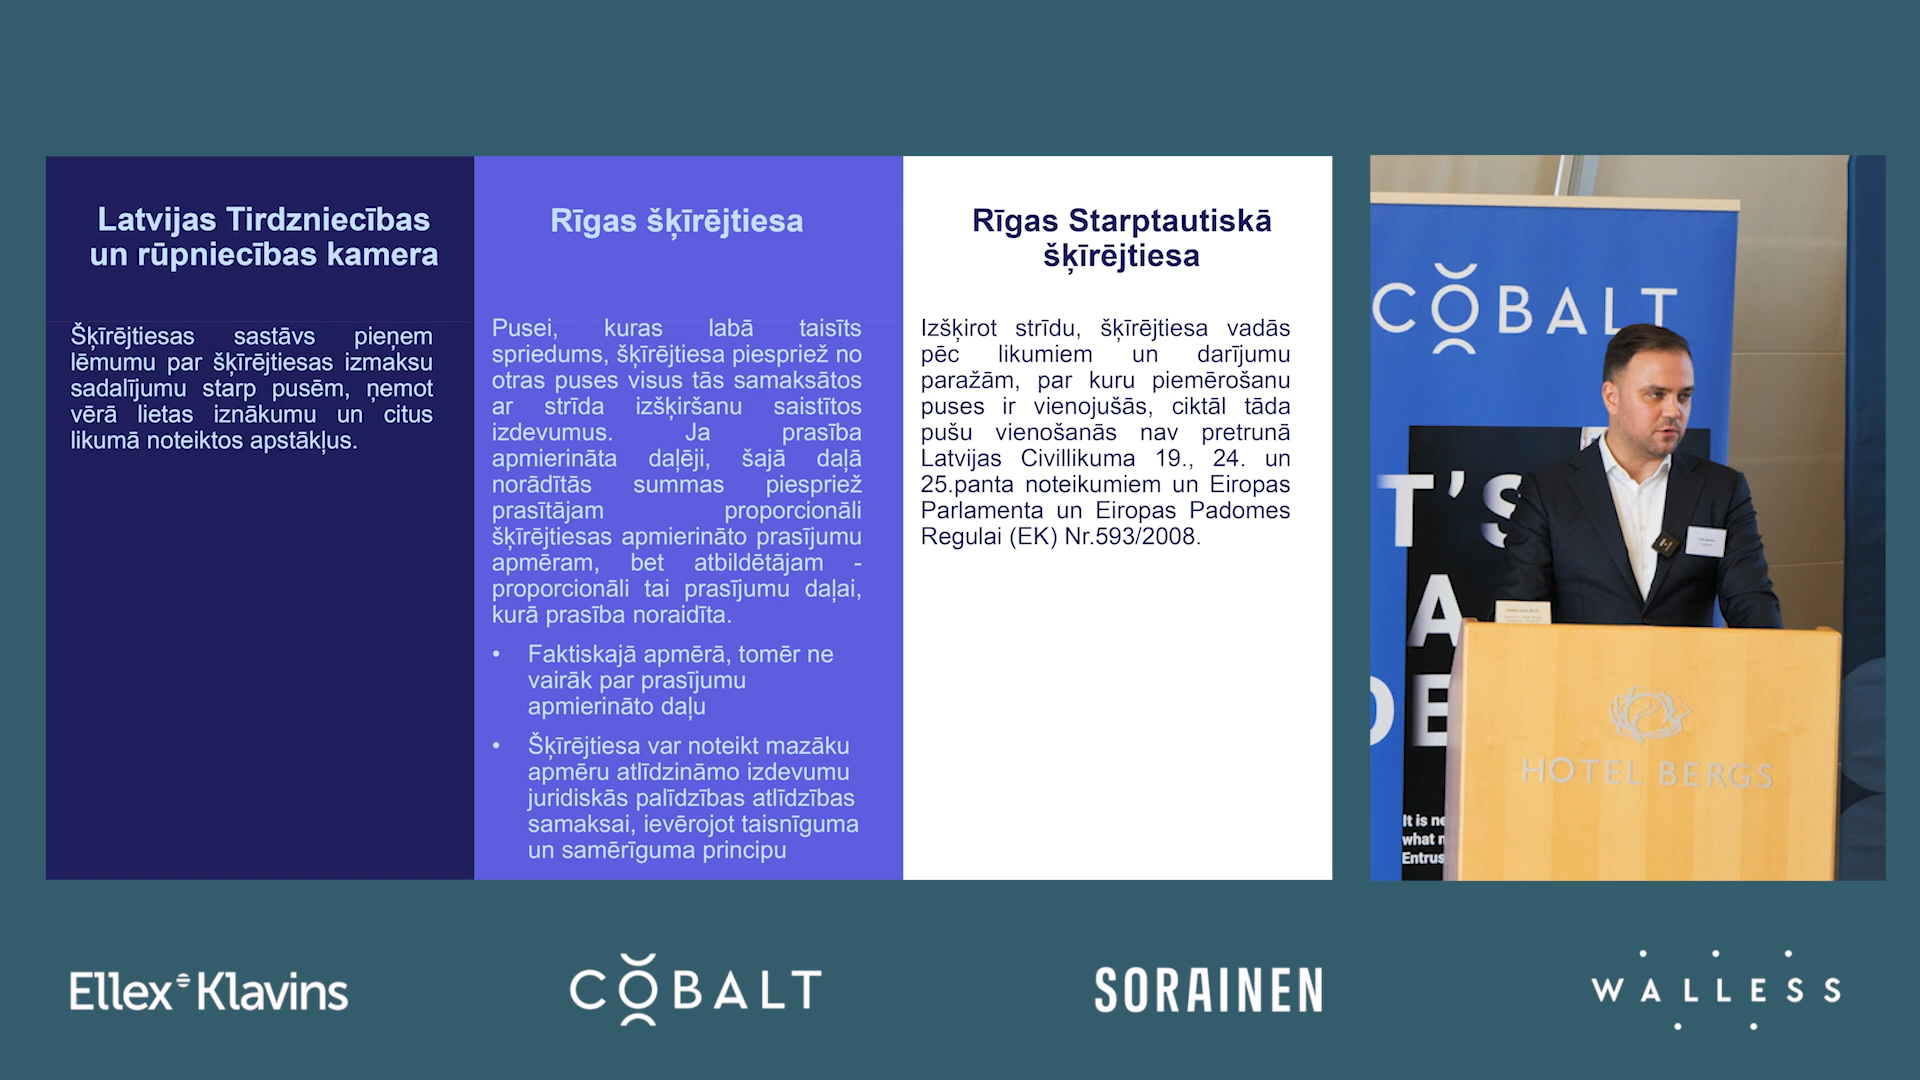 Latvijas Tirdzniecības
un rūpniecības kamera
Šķīrējtiesas sastāvs pieņem
lēmumu par šķīrējtiesas izmaksu
sadalījumu starp pusēm, ņemot
vērā lietas iznākumu un citus
likumā noteiktos apstākļus.
Rīgas šķīrējtiesa
Pusei, kuras labā taisīts
spriedums, šķīrējtiesa piespriež no
otras puses visus tās samaksātos
ar strīda izšķiršanu saistītos
izdevumus. Ja prasība
apmierināta daļēji, šajā daļā
norādītās summas piespriež
prasītājam proporcionāli
šķīrējtiesas apmierināto prasījumu
apmēram, bet atbildētājam -
proporcionāli tai prasījumu daļai,
kurā prasība noraidīta.
• Faktiskajā apmērā, tomēr ne
vairāk par prasījumu
apmierināto daļu
• Šķīrējtiesa var noteikt mazāku
apmēru atlīdzināmo izdevumu
juridiskās palīdzības atlīdzības
samaksai, ievērojot taisnīguma
un samērīguma principu
Rīgas Starptautiskā
šķīrējtiesa
Izšķirot strīdu, šķīrējtiesa vadās
pēc likumiem un darījumu
paražām, par kuru piemērošanu
puses ir vienojušās, ciktāl tāda
pušu vienošanās nav pretrunā
Latvijas Civillikuma 19., 24. un
25.panta noteikumiem un Eiropas
Parlamenta un Eiropas Padomes
Regulai (EK) Nr.593/2008.
COBALT
T'S
A
DE
It is ne
what n
Entrus
HOTEL BERGS
Ellex Klavins
COBALT
SORAINEN
WALLESS